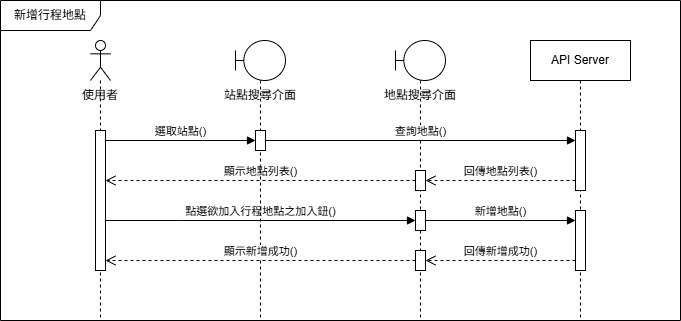 新增行程地點
使用者
站點搜尋介面
地點搜尋介面
API Server
選取站點()
查詢地點()
顯示地點列表()
回傳地點列表()
點選欲加入行程地點之加入鈕()
新增地點()
顯示新增成功()
回傳新增成功()